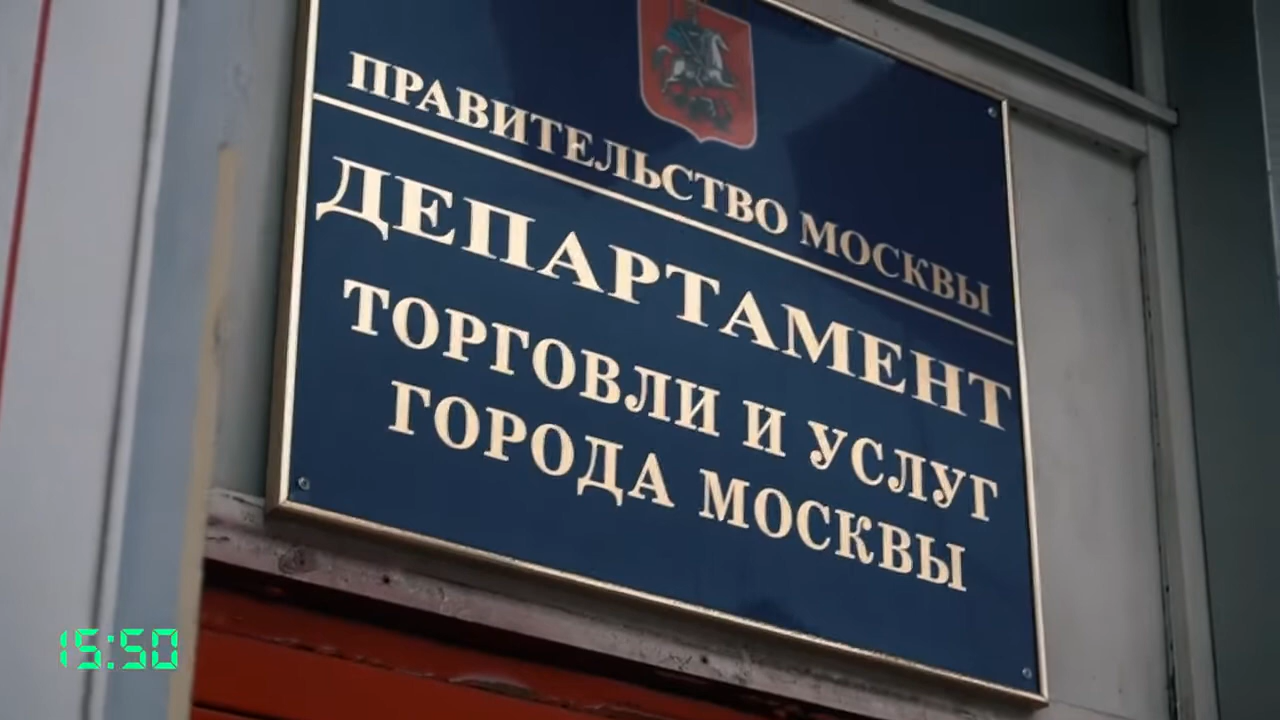 ПРАВИТЕЛЬСТВО МОСКВЫ
ДЕПАРТАМЕНТ
ТОРГОВЛИ И УСЛУГ
ГОРОДА МОСКВЫ
15:50